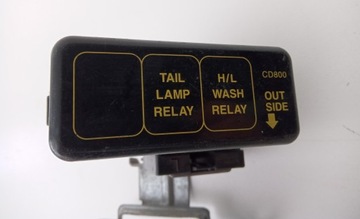 TAIL
LAMP
RELAY
H/L
WASH
RELAY
CD800
OUT
SIDE